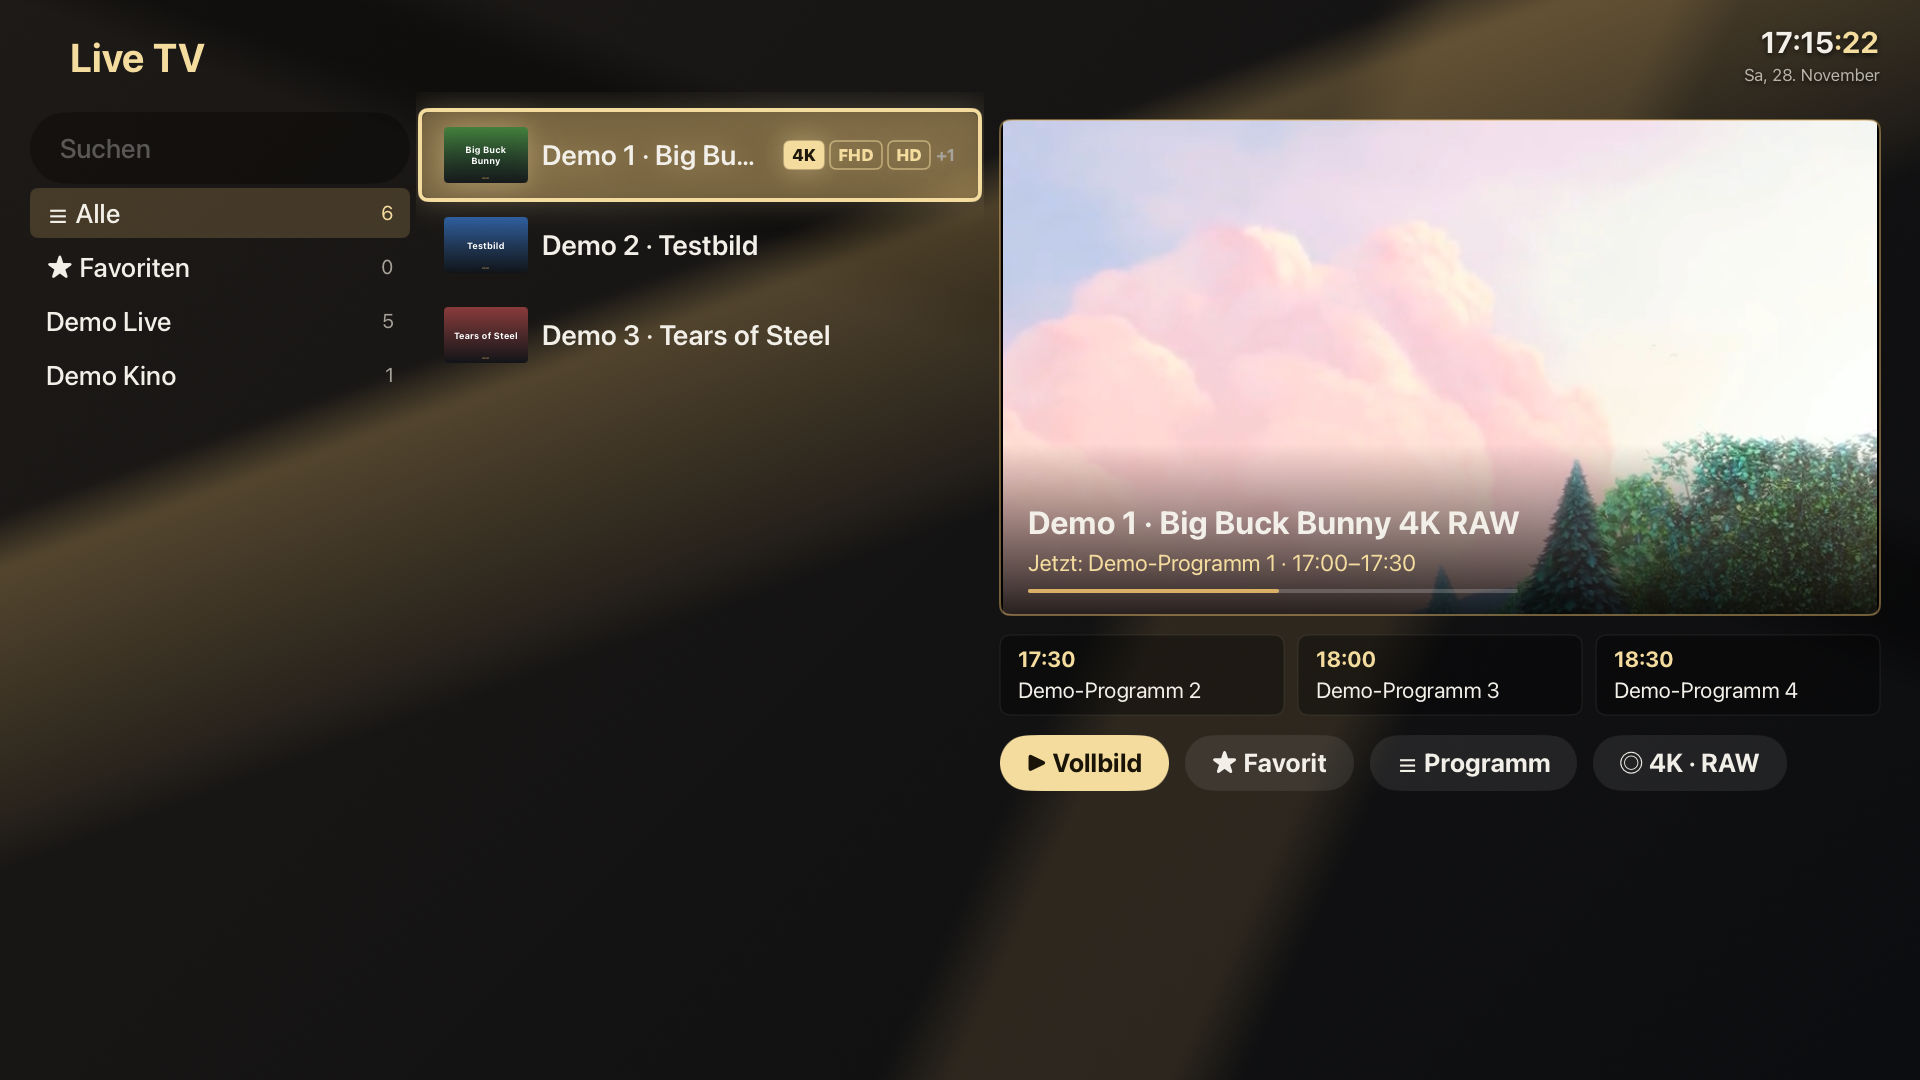 Live TV
17:15:22
Sa, 28. November
Suchen
Alle 6
Favoriten 0
Demo Live 5
Demo Kino 1
Big Buck
Bunny
Demo 1 · Big Bu... 4K FHD HD +1
Testbild
Demo 2 · Testbild
Tears of Steel
Demo 3 · Tears of Steel
Demo 1 · Big Buck Bunny 4K RAW
Jetzt: Demo-Programm 1 · 17:00–17:30
17:30
Demo-Programm 2
18:00
Demo-Programm 3
18:30
Demo-Programm 4
Vollbild
Favorit
Programm
4K · RAW